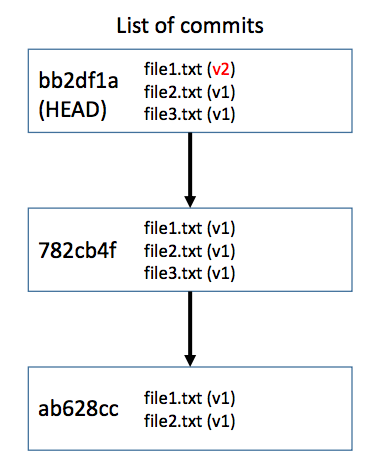 List of commits
bb2df1a
(HEAD)
file1.txt (v2)
file2.txt (v1)
file3.txt (v1)
782cb4f
file1.txt (v1)
file2.txt (v1)
file3.txt (v1)
ab628cc
file1.txt (v1)
file2.txt (v1)